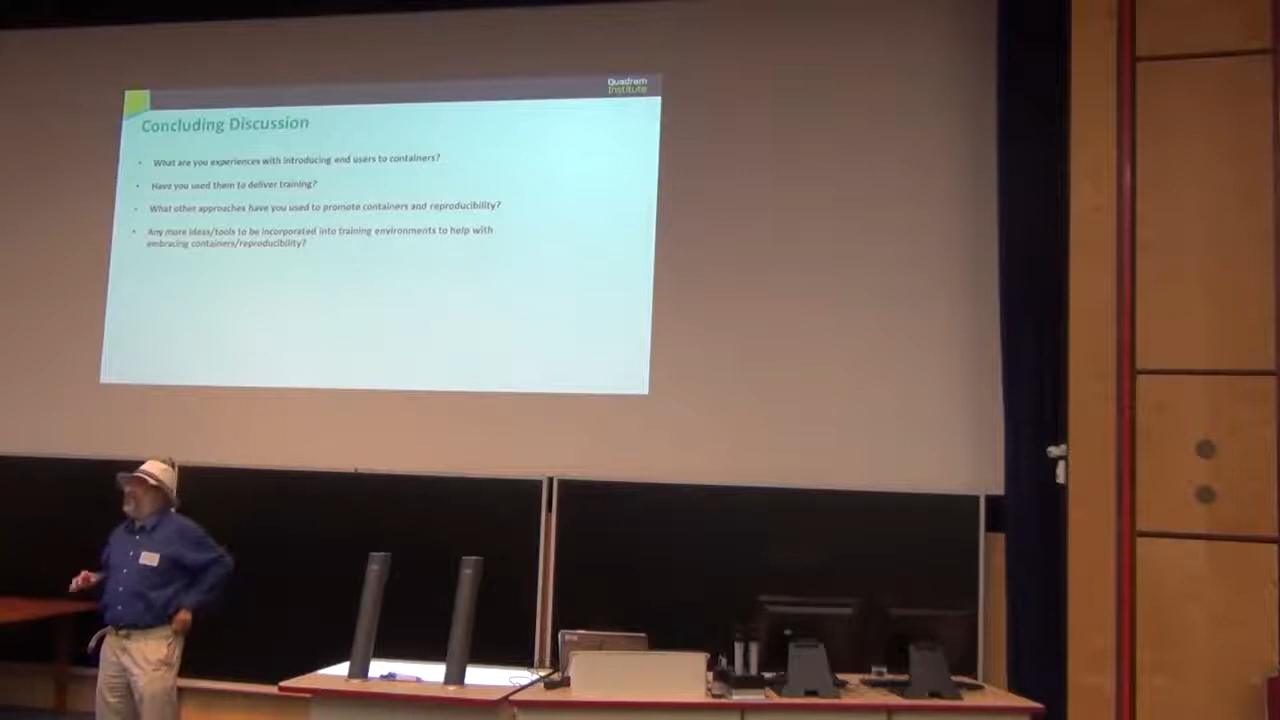 Quadram
Institute
Concluding Discussion
• What are you experiences with introducing end users to containers?
• Have you used them to deliver training?
• What other approaches have you used to promote containers and reproducibility?
• Any more ideas/tools to be incorporated into training environments to help with
embracing containers/reproducibility?